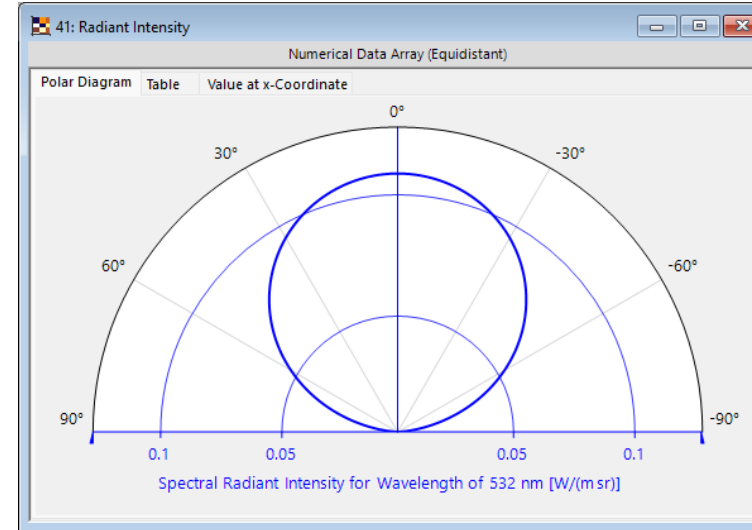 41: Radiant Intensity
Numerical Data Array (Equidistant)
Polar Diagram Table Value at x-Coordinate
0°
30° -30°
60° -60°
90° -90°
0.1 0.05 0.05 0.1
Spectral Radiant Intensity for Wavelength of 532 nm [W/(m sr)]